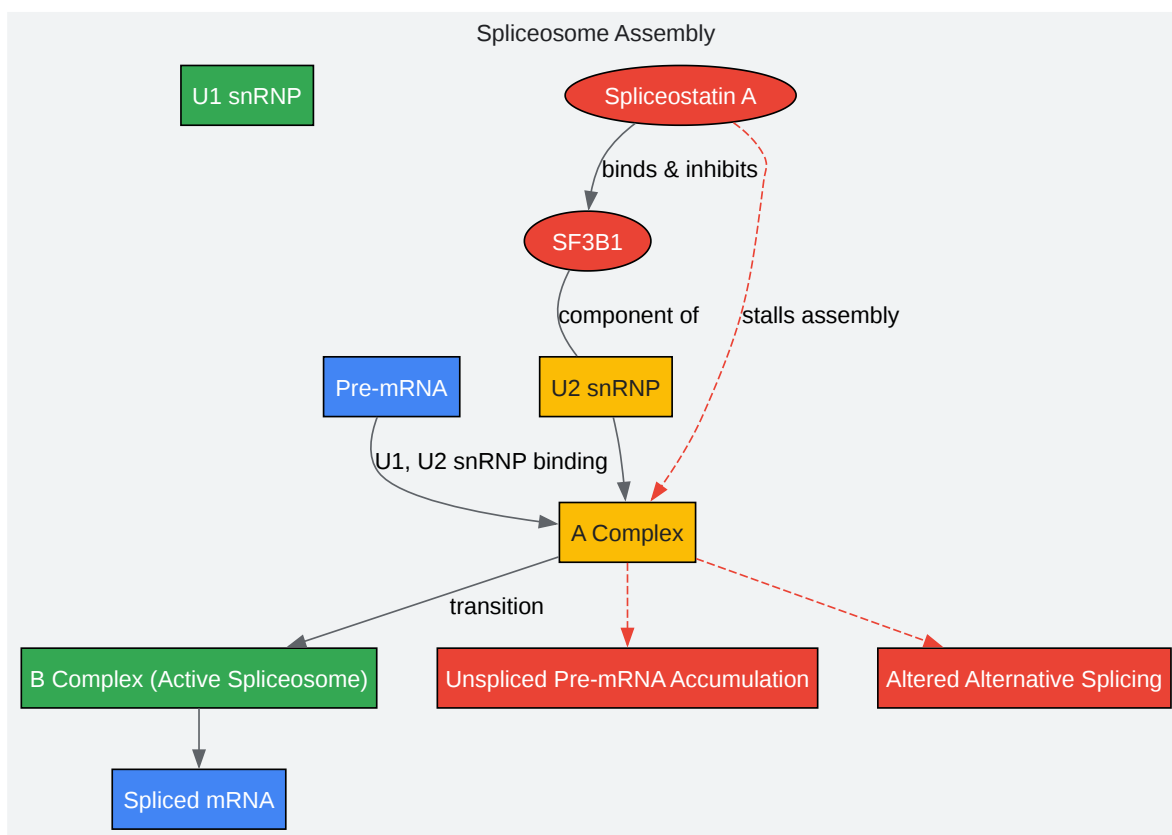 Spliceosome Assembly
U1 snRNP
Spliceostatin A
binds & inhibits
SF3B1
component of
stalls assembly
Pre-mRNA
U2 snRNP
U1, U2 snRNP binding
A Complex
transition
B Complex (Active Spliceosome)
Unspliced Pre-mRNA Accumulation
Altered Alternative Splicing
Spliced mRNA